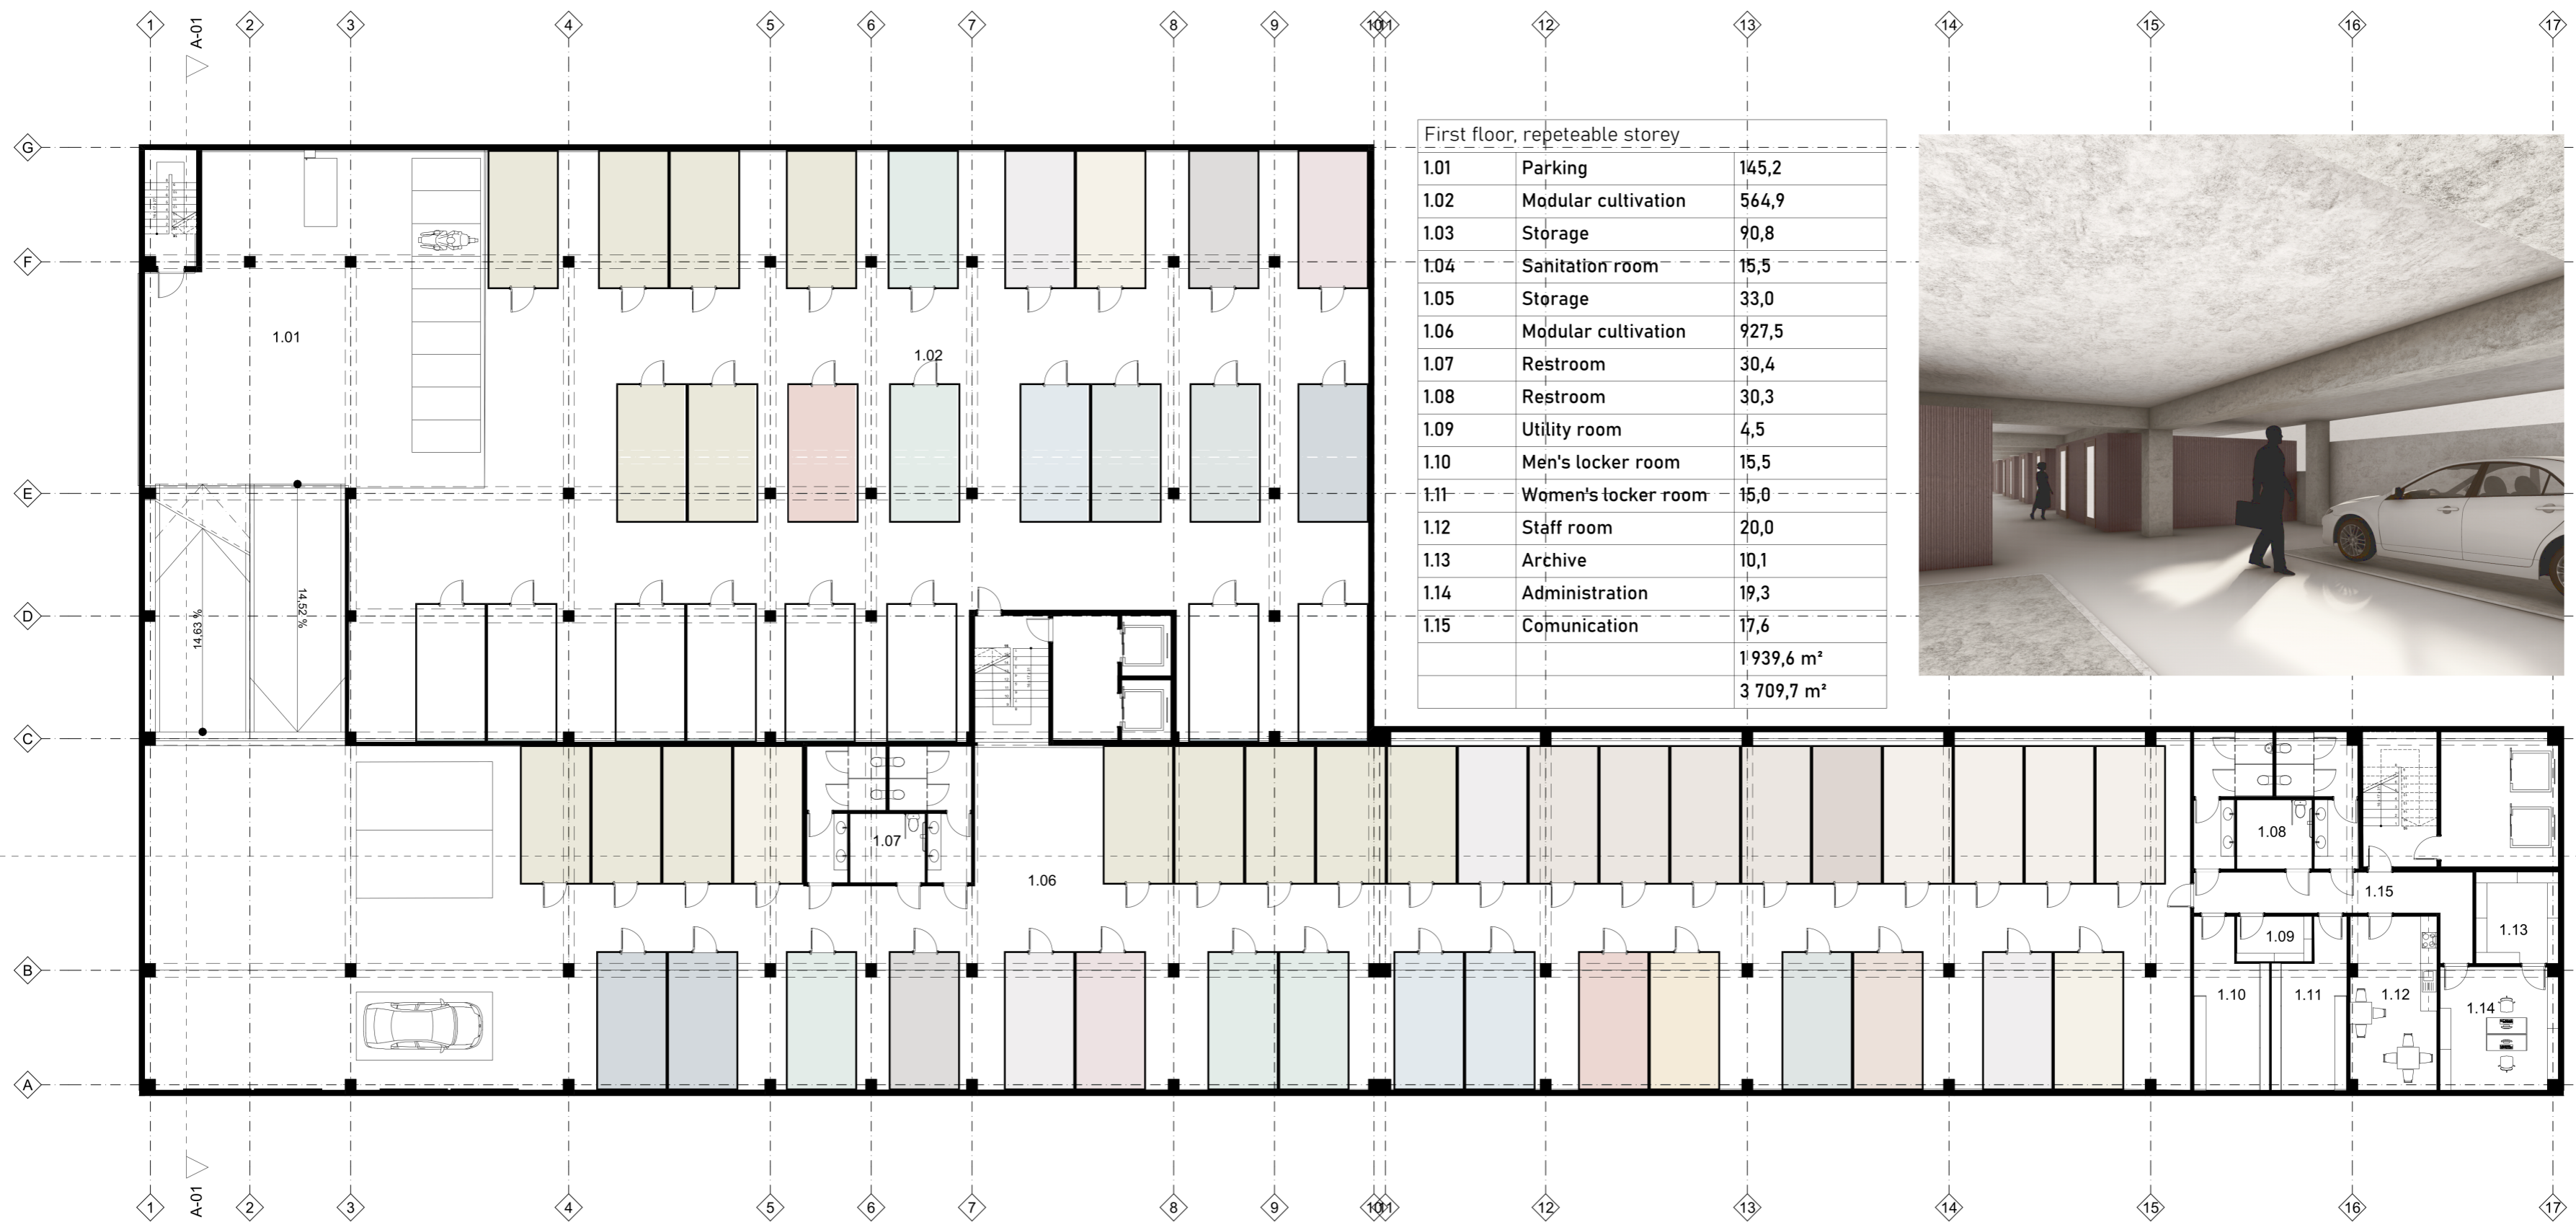 1 2 3 4 5 6 7 8 9 10 11 12 13 14 15 16 17
A-01
G
F
E
D
C
B
A
First floor, repeteable storey
1.01 Parking 145,2
1.02 Modular cultivation 564,9
1.03 Storage 90,8
1.04 Sanitation room 15,5
1.05 Storage 33,0
1.06 Modular cultivation 927,5
1.07 Restroom 30,4
1.08 Restroom 30,3
1.09 Utility room 4,5
1.10 Men's locker room 15,5
1.11 Women's locker room 15,0
1.12 Staff room 20,0
1.13 Archive 10,1
1.14 Administration 19,3
1.15 Comunication 17,6
1 939,6 m²
3 709,7 m²
1.01
1.02
14.63 %
14.52 %
1.07
1.06
1.08
1.15
1.09
1.13
1.10
1.11
1.12
1.14
A-01
1 2 3 4 5 6 7 8 9 10 11 12 13 14 15 16 17